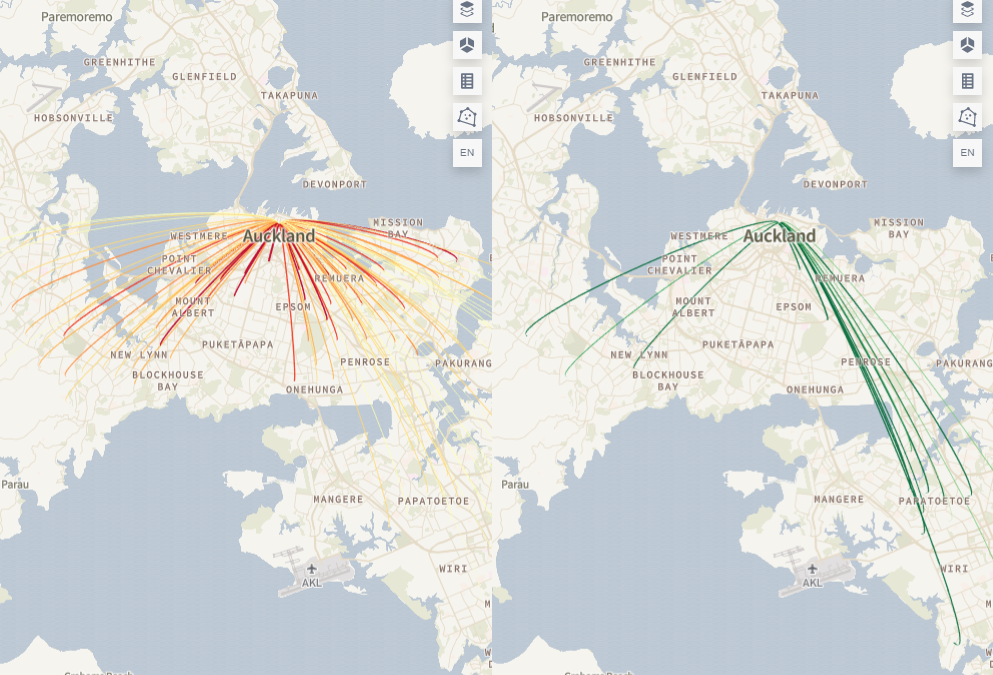 Paremoremo
GREENHITHE
GLENFIELD
TAKAPUNA
HOBSONVILLE
EN
DEVONPORT
MISSION
BAY
WESTMERE
Auckland
POINT
CHEVALIER
REMUERA
MOUNT
ALBERT
EPSOM
PUKETĀPAPA
NEW LYNN
PENROSE
PAKURANG
BLOCKHOUSE
BAY
ONEHUNGA
Parau
MANGERE
PAPATOETOE
WIRI
AKL
M
W
Paremoremo
GREENHITHE
GLENFIELD
TAKAPUNA
HOBSONVILLE
EN
DEVONPORT
MISSION
BAY
WESTMERE
Auckland
POINT
CHEVALIER
REMUERA
MOUNT
ALBERT
EPSOM
PUKETĀPAPA
NEW LYNN
PENROSE
PAKURANG
BLOCKHOUSE
BAY
ONEHUNGA
Parau
MANGERE
PAPATOETOE
WIRI
AKL
M
W